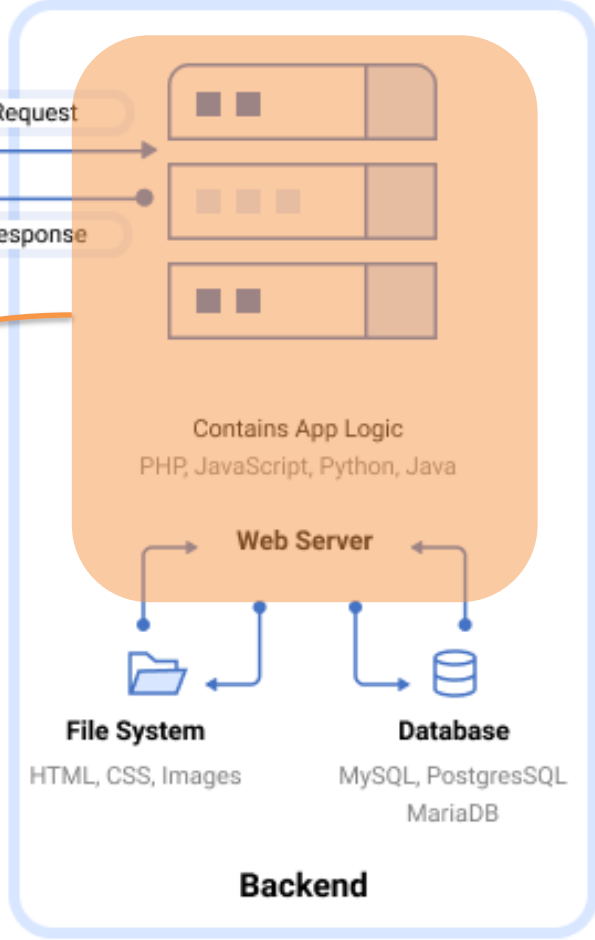 Request
esponse
Contains App Logic
PHP, JavaScript, Python, Java
Web Server
File System
HTML, CSS, Images
Database
MySQL, PostgresSQL
MariaDB
Backend